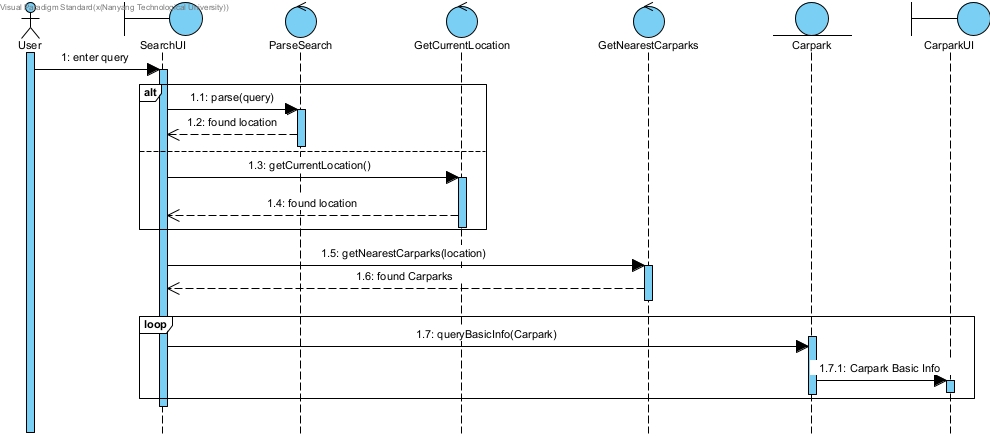 Visual Paradigm Standard(x(Nanyang Technological University))
User
SearchUI
ParseSearch
GetCurrentLocation
GetNearestCarparks
Carpark
CarparkUI
1: enter query
alt
1.1: parse(query)
1.2: found location
1.3: getCurrentLocation()
1.4: found location
1.5: getNearestCarparks(location)
1.6: found Carparks
loop
1.7: queryBasicInfo(Carpark)
1.7.1: Carpark Basic Info